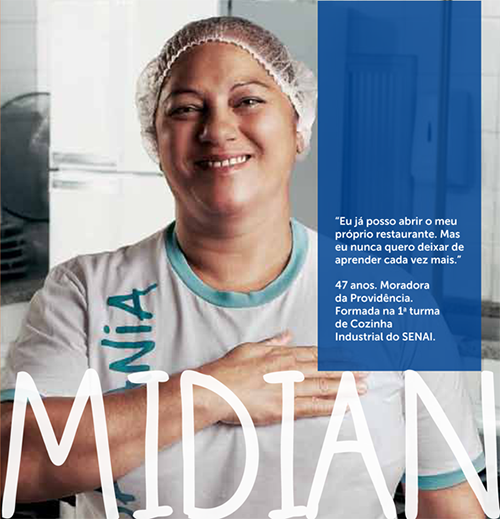 “Eu já posso abrir o meu
próprio restaurante. Mas
eu nunca quero deixar de
aprender cada vez mais.”
47 anos. Moradora
da Providência.
Formada na 1ª turma
de Cozinha
Industrial do SENAI.
MIDIAN